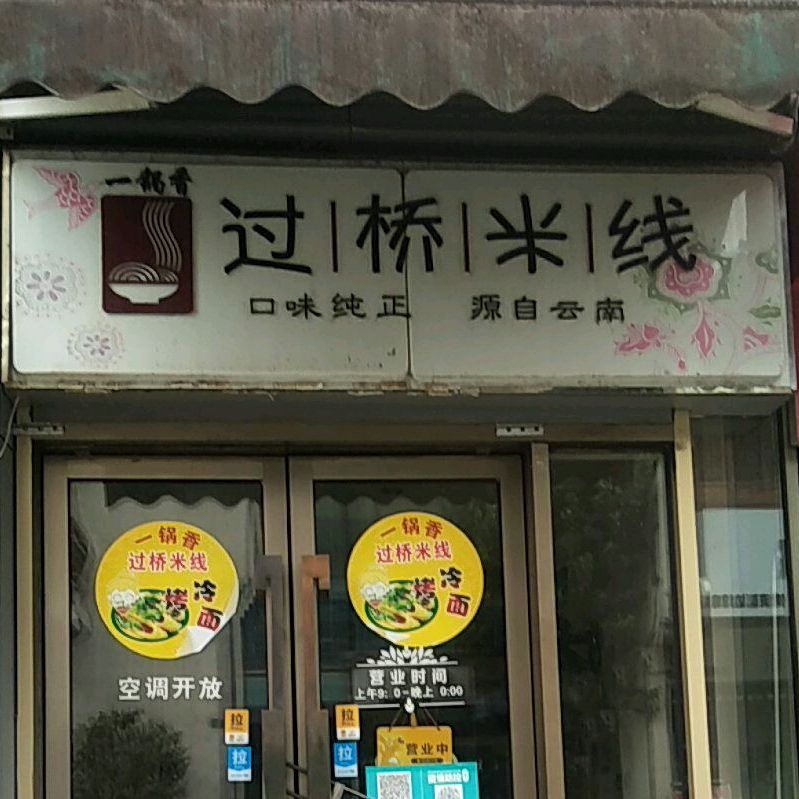 一锅香
过桥米线
口味纯正 源自云南
一锅香
过桥米线
烤冷面
空调开放
拉
拉
一锅香
过桥米线
烤冷面
营业时间
上午9: 0-晚上 0:00
拉
拉
营业中